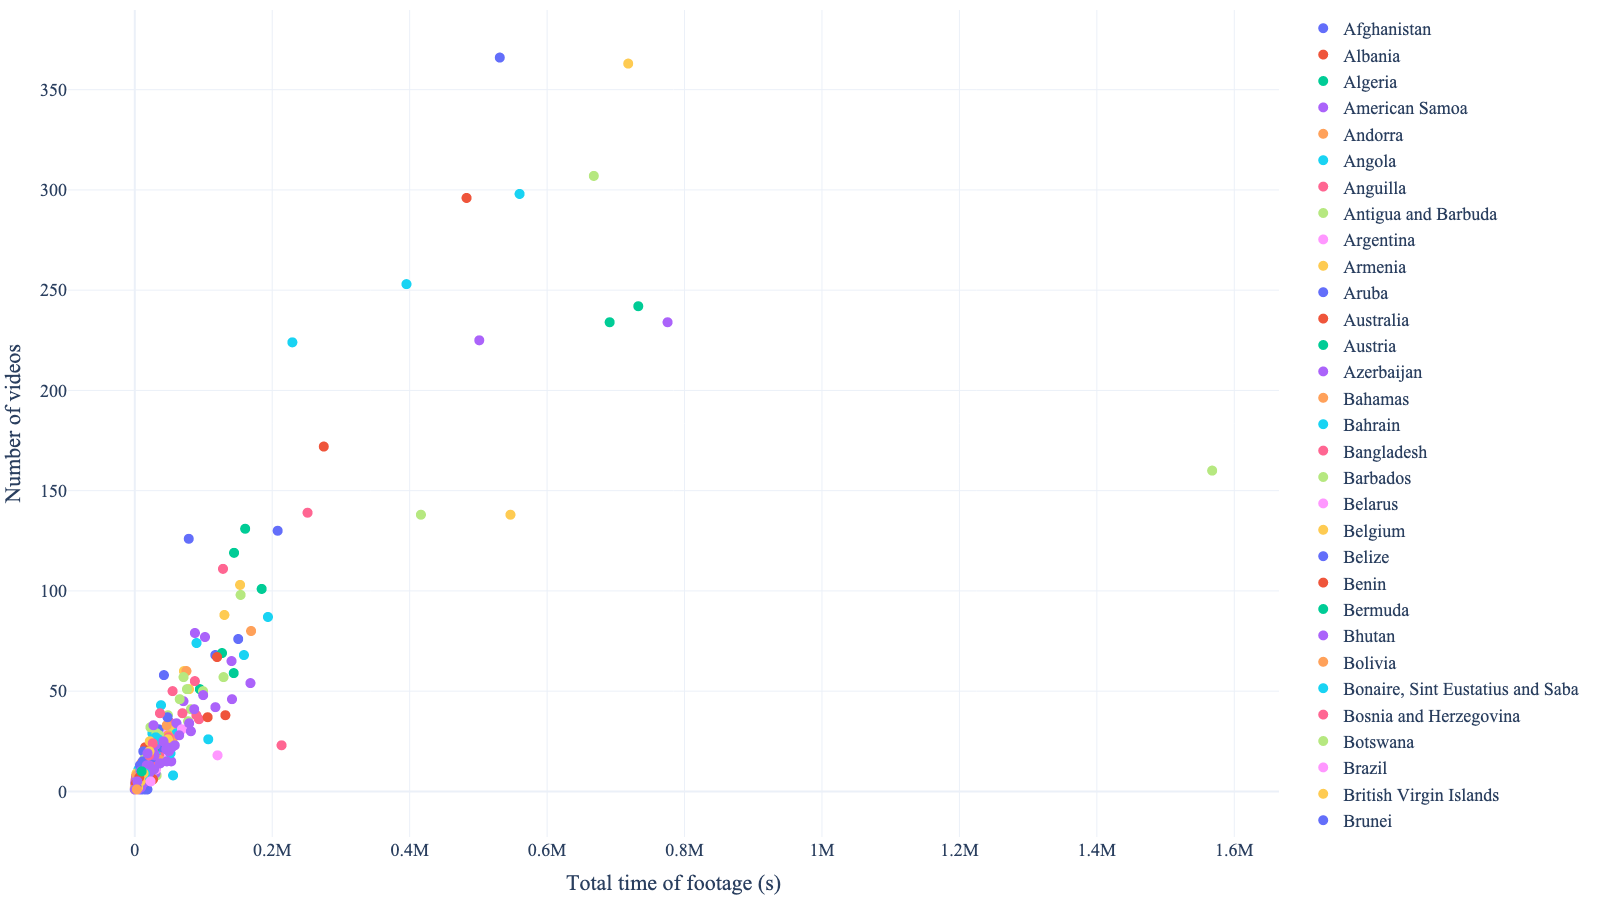 350
300
250
200
150
100
50
0
Number of videos
0
0.2M
0.4M
0.6M
0.8M
1M
1.2M
1.4M
1.6M
Total time of footage (s)
Afghanistan
Albania
Algeria
American Samoa
Andorra
Angola
Anguilla
Antigua and Barbuda
Argentina
Armenia
Aruba
Australia
Austria
Azerbaijan
Bahamas
Bahrain
Bangladesh
Barbados
Belarus
Belgium
Belize
Benin
Bermuda
Bhutan
Bolivia
Bonaire, Sint Eustatius and Saba
Bosnia and Herzegovina
Botswana
Brazil
British Virgin Islands
Brunei